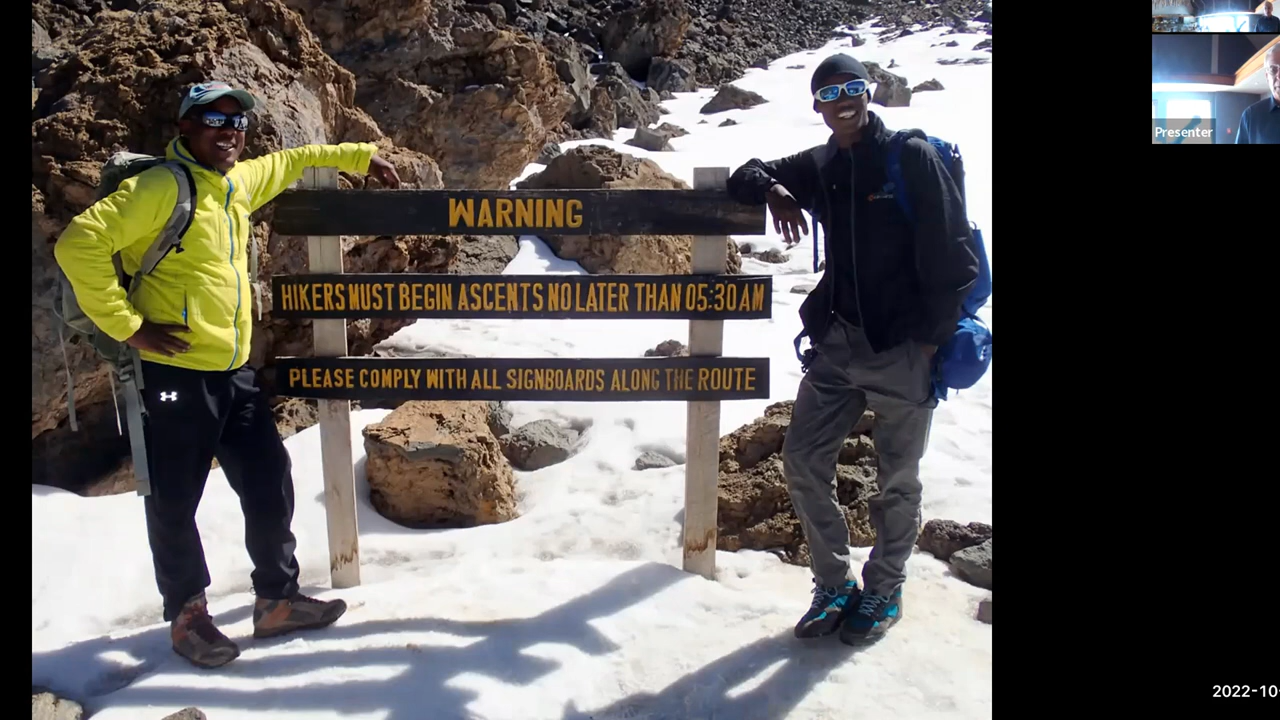 WARNING
HIKERS MUST BEGIN ASCENTS NO LATER THAN 05:30 AM
PLEASE COMPLY WITH ALL SIGNBOARDS ALONG THE ROUTE
Presenter
2022-10